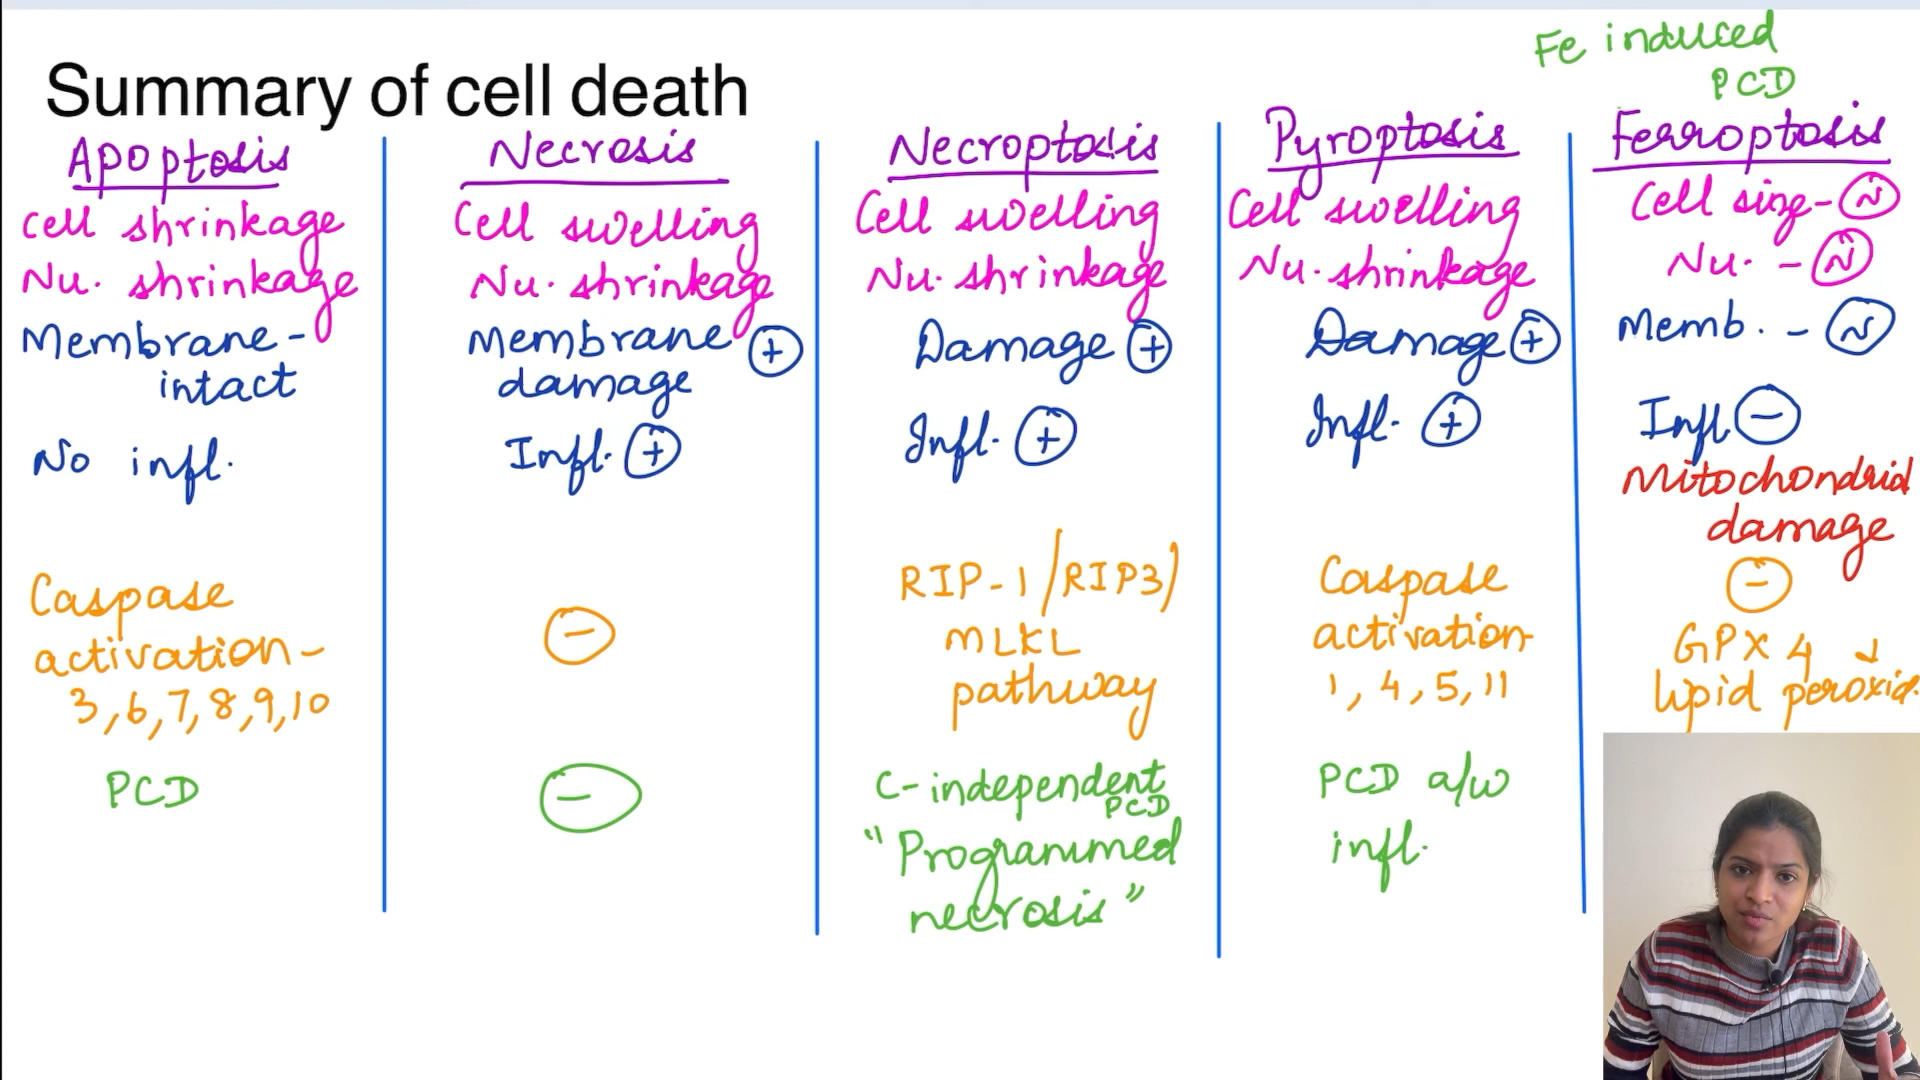 Fe induced
PCD
Summary of cell death
Apoptosis
Cell shrinkage
Nu. shrinkage
Membrane -
intact
No infl.
Caspase
activation -
3, 6, 7, 8, 9, 10
PCD
Necrosis
Cell swelling
Nu. shrinkage
Membrane +
damage
Infl. +
-
-
Necroptosis
Cell swelling
Nu. shrinkage
Damage +
Infl. +
RIP-1/RIP3/
MLKL
pathway
C-independent
PCD
"Programmed
necrosis"
Pyroptosis
Cell swelling
Nu. shrinkage
Damage +
Infl. +
Caspase
activation
1, 4, 5, 11
PCD a/w
infl.
Ferroptosis
Cell size - N
Nu. - N
Memb. - N
Infl -
Mitochondrial
damage
-
GPX 4 ↓
lipid peroxid.